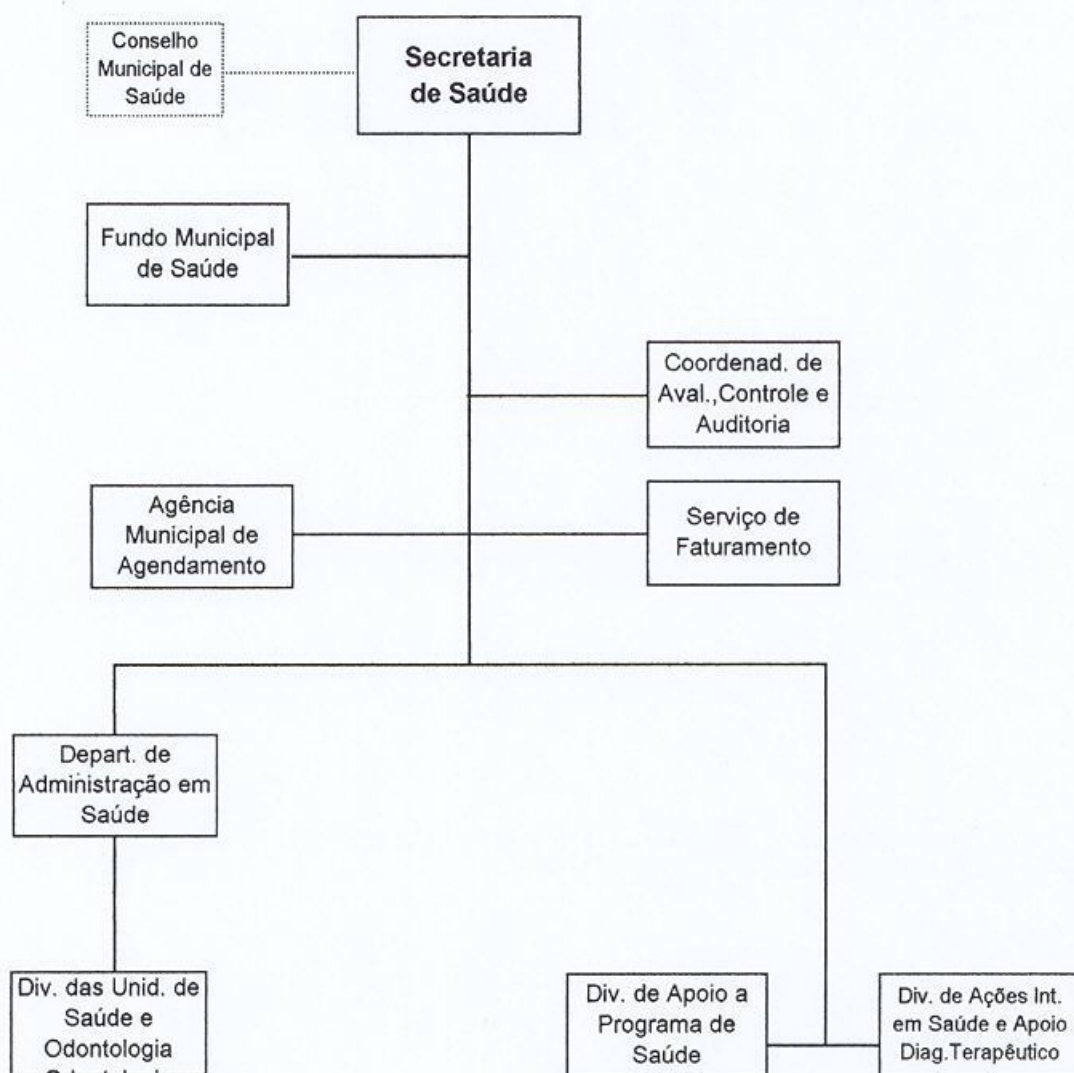 Conselho
Municipal de
Saúde
Secretaria
de Saúde
Fundo Municipal
de Saúde
Coordenad. de
Aval.,Controle e
Auditoria
Agência
Municipal de
Agendamento
Serviço de
Faturamento
Depart. de
Administração em
Saúde
Div. das Unid. de
Saúde e
Odontologia
Div. de Apoio a
Programa de
Saúde
Div. de Ações Int.
em Saúde e Apoio
Diag.Terapêutico